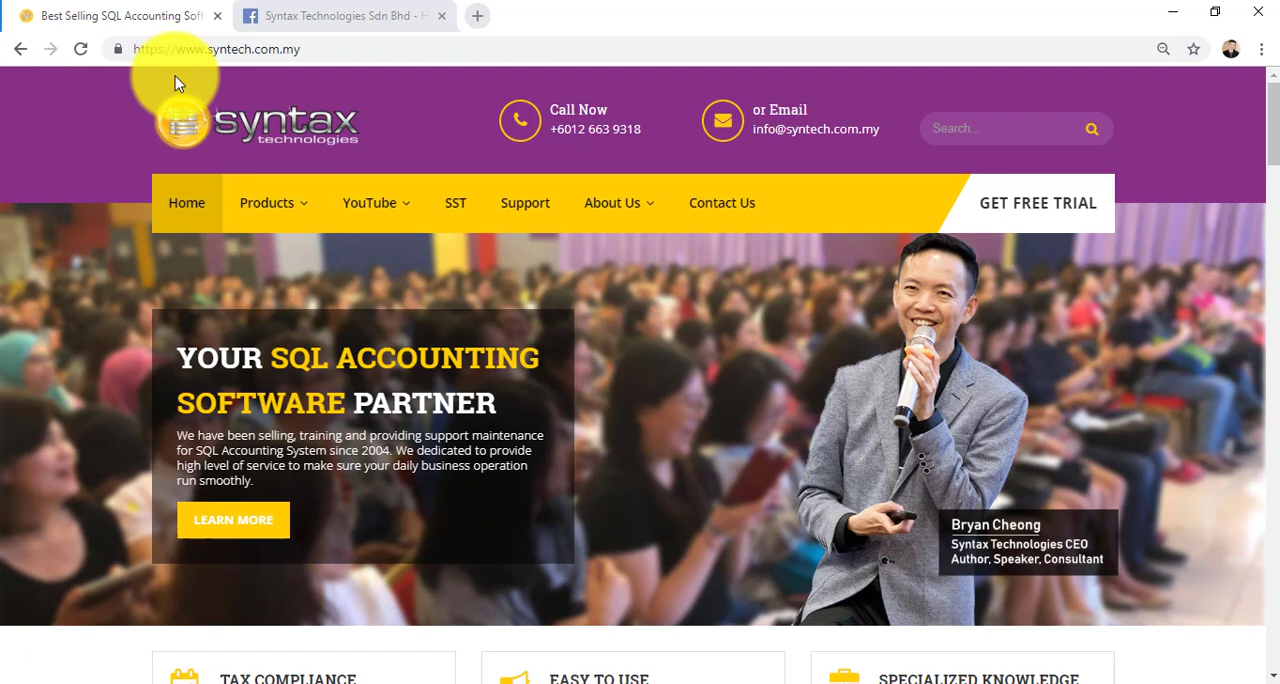 Best Selling SQL Accounting Soft
Syntax Technologies Sdn Bhd - H
https://www.syntech.com.my
syntax
technologies
Call Now
+6012 663 9318
or Email
info@syntech.com.my
Search...
Home
Products
YouTube
SST
Support
About Us
Contact Us
GET FREE TRIAL
YOUR SQL ACCOUNTING
SOFTWARE PARTNER
We have been selling, training and providing support maintenance
for SQL Accounting System since 2004. We dedicated to provide
high level of service to make sure your daily business operation
run smoothly.
LEARN MORE
Bryan Cheong
Syntax Technologies CEO
Author, Speaker, Consultant
TAX COMPLIANCE
EASY TO USE
SPECIALIZED KNOWLEDGE